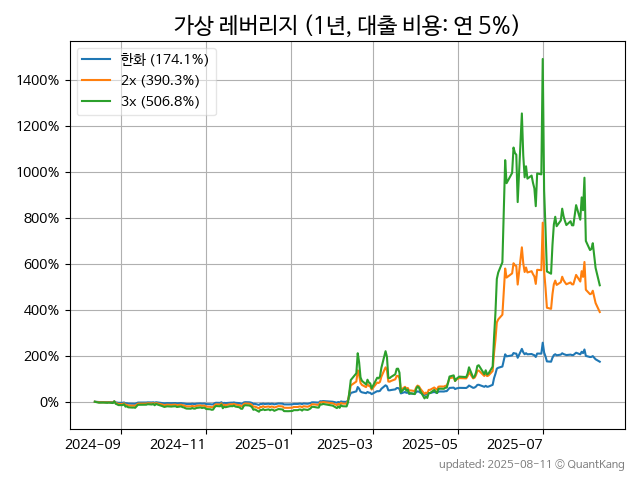 가상 레버리지 (1년, 대출 비용: 연 5%)
한화 (174.1%)
2x (390.3%)
3x (506.8%)
1400%
1200%
1000%
800%
600%
400%
200%
0%
2024-09 2024-11 2025-01 2025-03 2025-05 2025-07
updated: 2025-08-11 © QuantKang